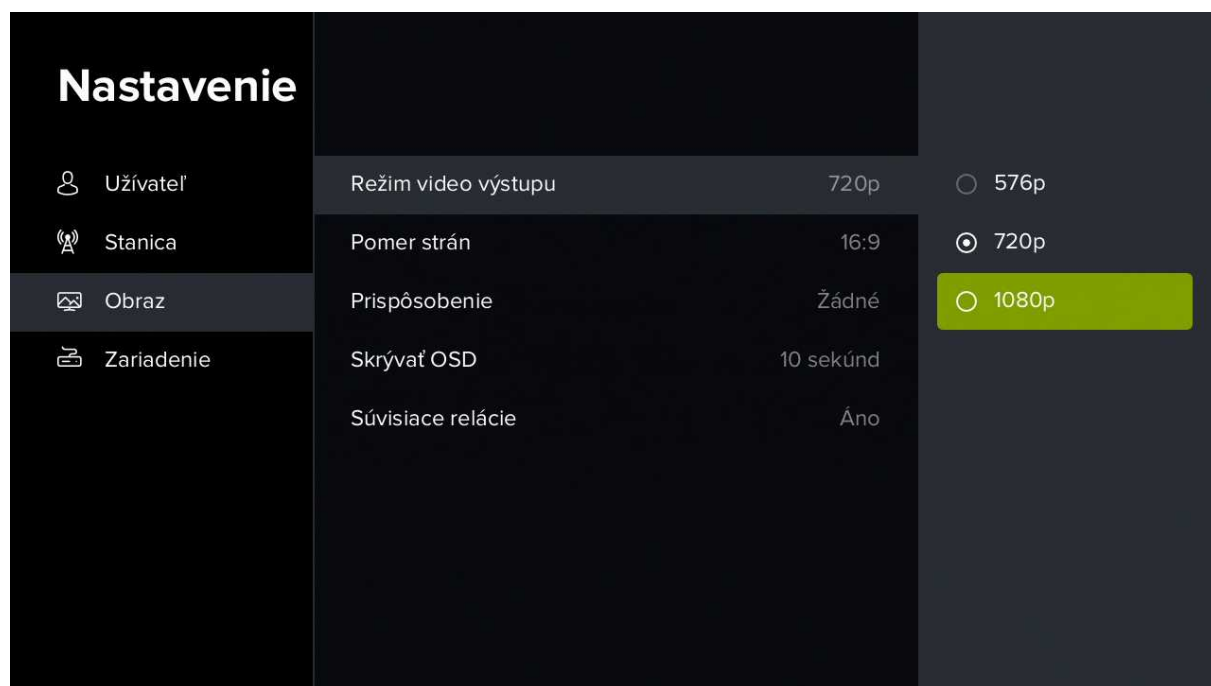 Nastavenie
Užívateľ
Stanica
Obraz
Zariadenie
Režim video výstupu 720p
Pomer strán 16:9
Prispôsobenie Žádné
Skrývať OSD 10 sekúnd
Súvisiace relácie Áno
576p
720p
1080p